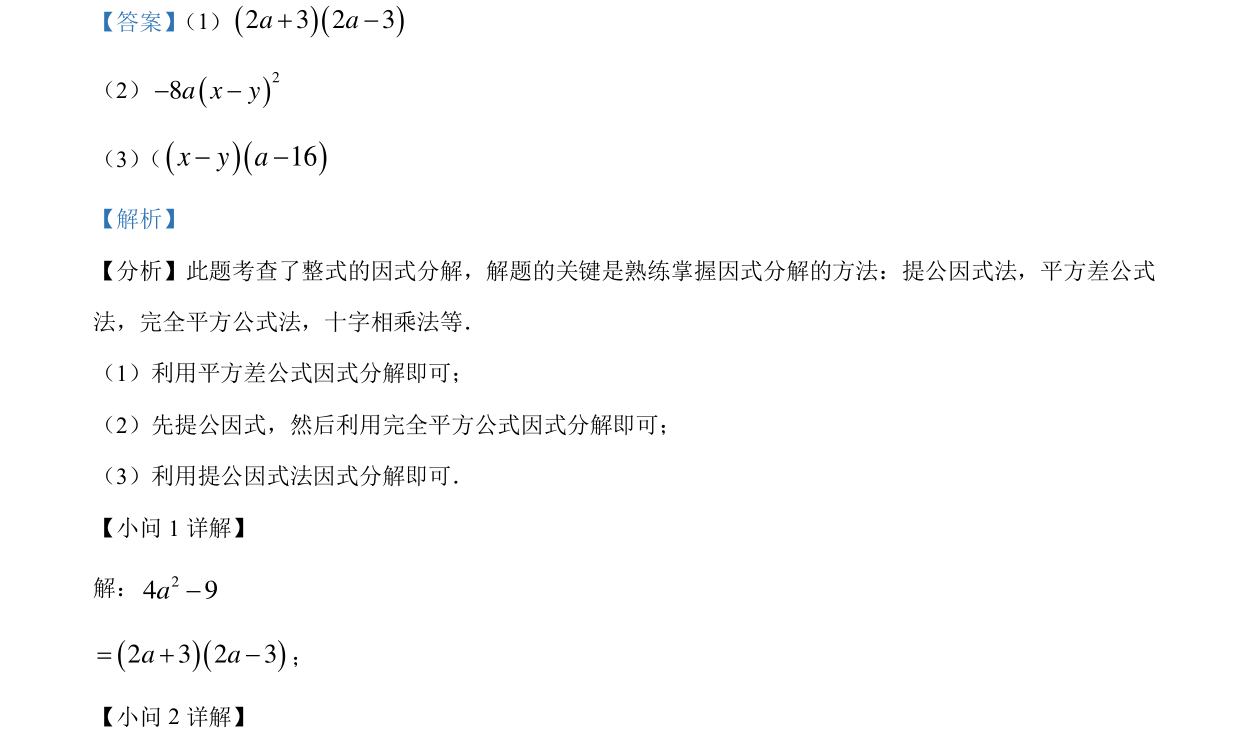 【答案】（1）(2a+3)(2a−3)
（2）−8a(x−y)²
（3）（(x−y)(a−16)
【解析】
【分析】此题考查了整式的因式分解，解题的关键是熟练掌握因式分解的方法：提公因式法，平方差公式
法，完全平方公式法，十字相乘法等．
（1）利用平方差公式因式分解即可；
（2）先提公因式，然后利用完全平方公式因式分解即可；
（3）利用提公因式法因式分解即可．
【小问 1 详解】
解：4a²−9
=(2a+3)(2a−3)；
【小问 2 详解】